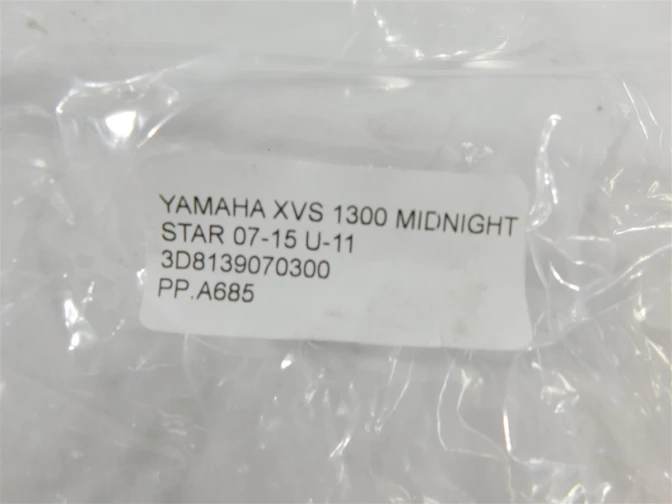 YAMAHA XVS 1300 MIDNIGHT
STAR 07-15 U-11
3D8139070300
PP.A685